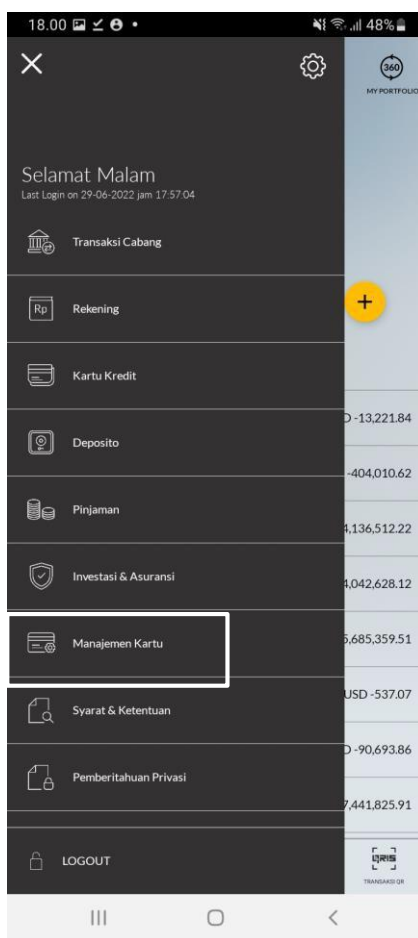 18.00
48%
360
MY PORTFOLIO
Selamat Malam
Last Login on 29-06-2022 jam 17:57:04
Transaksi Cabang
Rp
Rekening
+
Kartu Kredit
D -13,221.84
Deposito
-404,010.62
Pinjaman
4,136,512.22
Investasi & Asuransi
4,042,628.12
Manajemen Kartu
5,685,359.51
Syarat & Ketentuan
USD -537.07
D -90,693.86
Pemberitahuan Privasi
7,441,825.91
LOGOUT
QRIS
TRANSAKSI QR